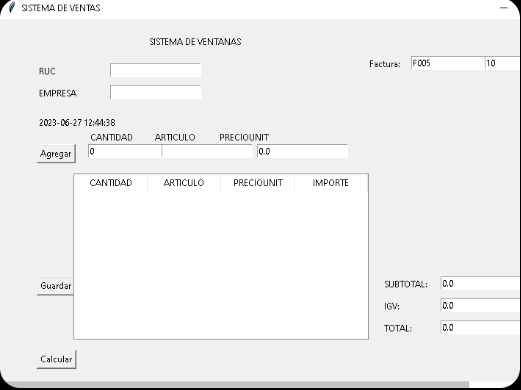 SISTEMA DE VENTAS
SISTEMA DE VENTANAS
Factura: F005 10
RUC
EMPRESA
2023-06-27 12:44:38
CANTIDAD ARTICULO PRECIOUNIT
Agregar 0 0.0
CANTIDAD ARTICULO PRECIOUNIT IMPORTE
Guardar
SUBTOTAL: 0.0
IGV: 0.0
TOTAL: 0.0
Calcular